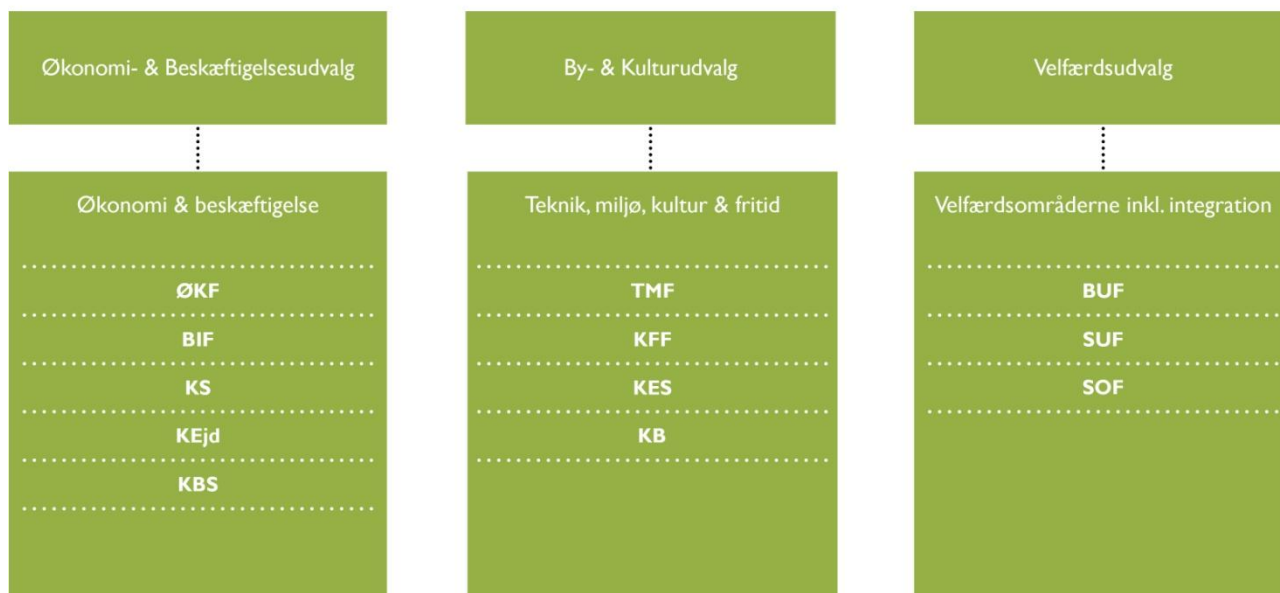 Økonomi- & Beskæftigelsesudvalg
Økonomi & beskæftigelse
ØKF
BIF
KS
KEjd
KBS
By- & Kulturudvalg
Teknik, miljø, kultur & fritid
TMF
KFF
KES
KB
Velfærdsudvalg
Velfærdsområderne inkl. integration
BUF
SUF
SOF